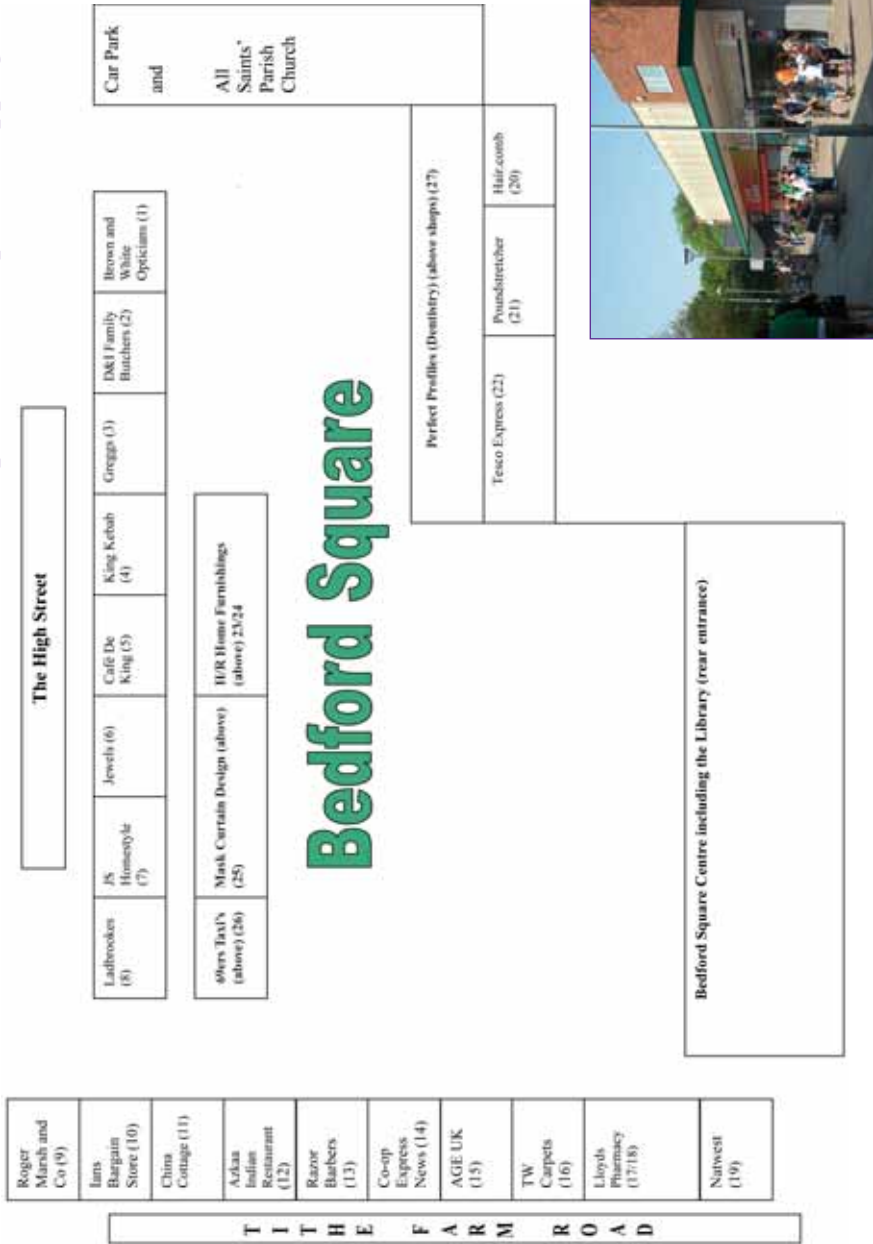 The High Street
Ladbrookes
(8)
JS
Homestyle
(7)
Jewels (6)
Café De
King (5)
King Kebab
(4)
Greggs (3)
D&I Family
Butchers (2)
Brown and
White
Opticians (1)
Car Park
and
All
Saints'
Parish
Church
69ers Taxi's
(above) (26)
Mask Curtain Design (above)
(25)
H/R Home Furnishings
(above) 23/24
Bedford Square
Perfect Profiles (Dentistry) (above shops) (27)
Tesco Express (22)
Poundstretcher
(21)
Hair.comb
(20)
Bedford Square Centre including the Library (rear entrance)
Roger
Marsh and
Co (9)
Ians
Bargain
Store (10)
China
Cottage (11)
Azkaa
Indian
Restaurant
(12)
Razor
Barbers
(13)
Co-op
Express
News (14)
AGE UK
(15)
TW
Carpets
(16)
Lloyds
Pharmacy
(17/18)
Natwest
(19)
TITHE FARM ROAD